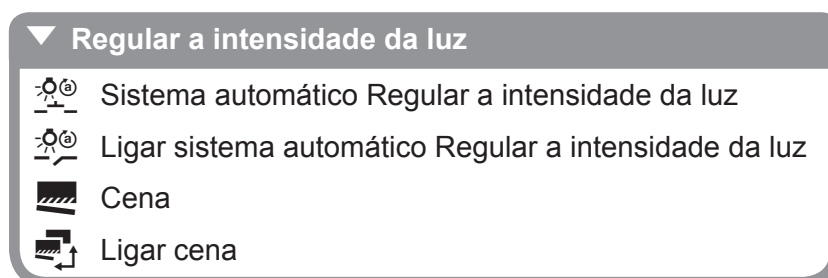 Regular a intensidade da luz
Sistema automático Regular a intensidade da luz
Ligar sistema automático Regular a intensidade da luz
Cena
Ligar cena